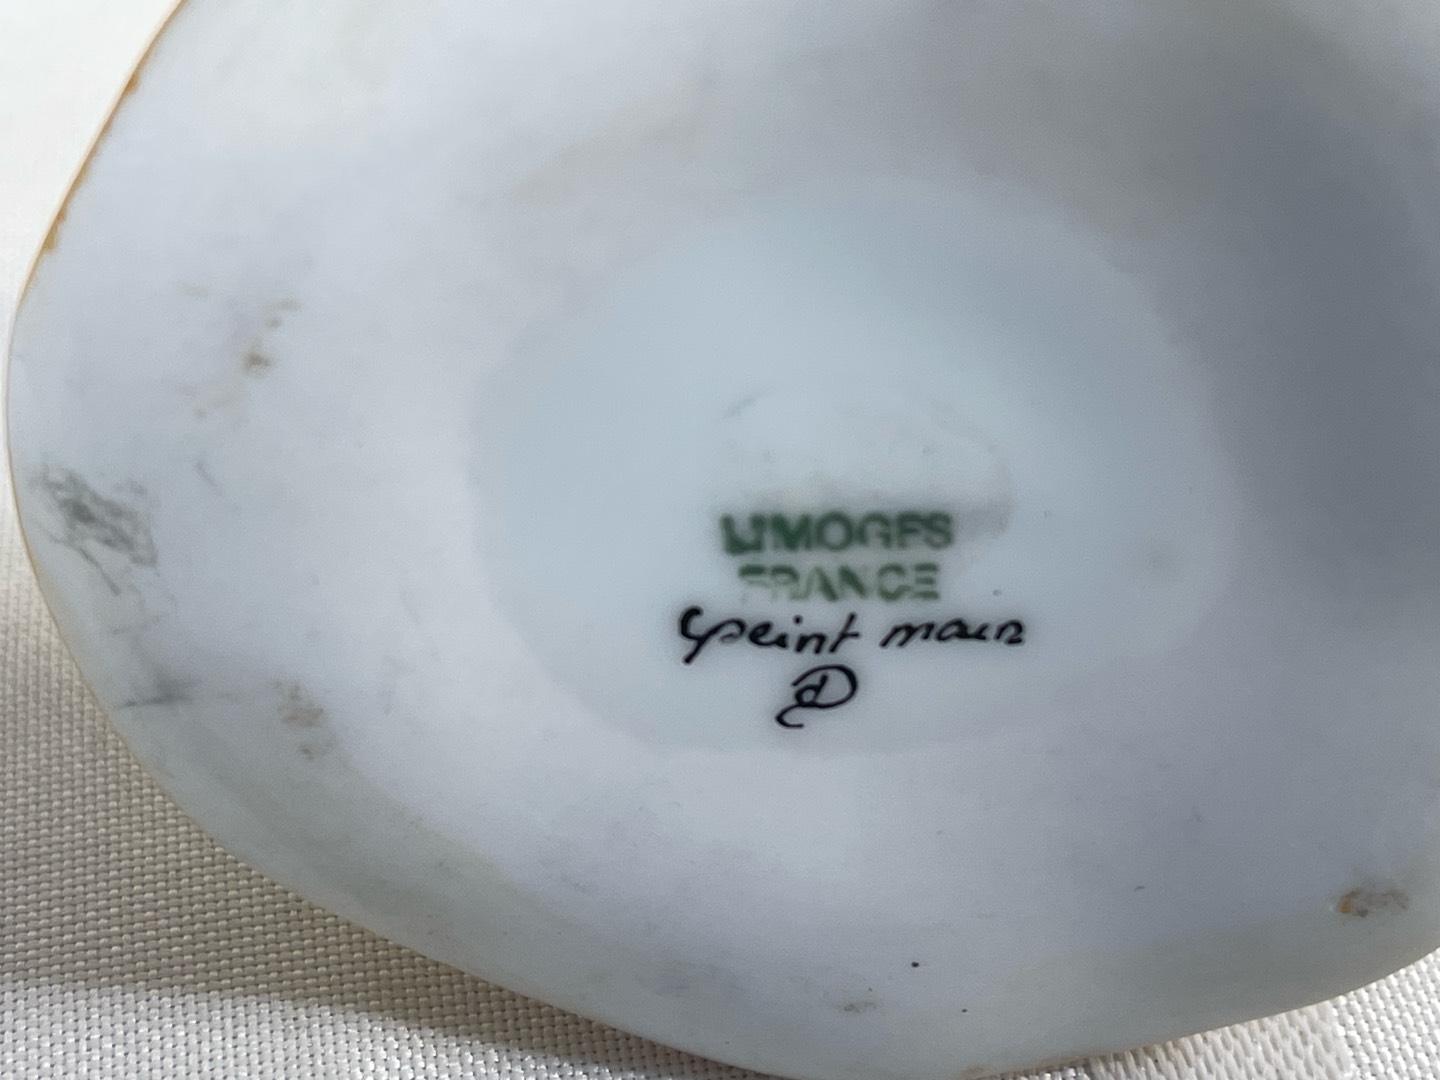 LIMOGES
FRANCE
peint main